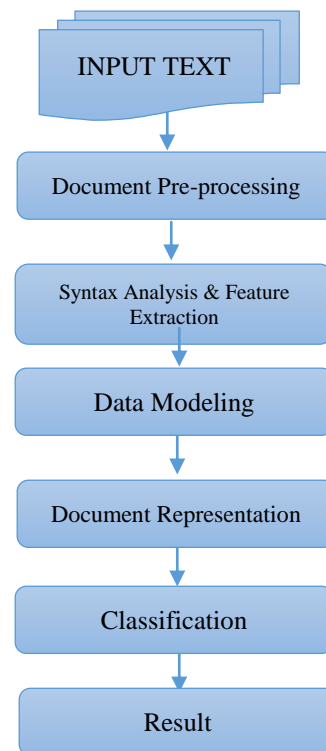 INPUT TEXT
Document Pre-processing
Syntax Analysis & Feature
Extraction
Data Modeling
Document Representation
Classification
Result